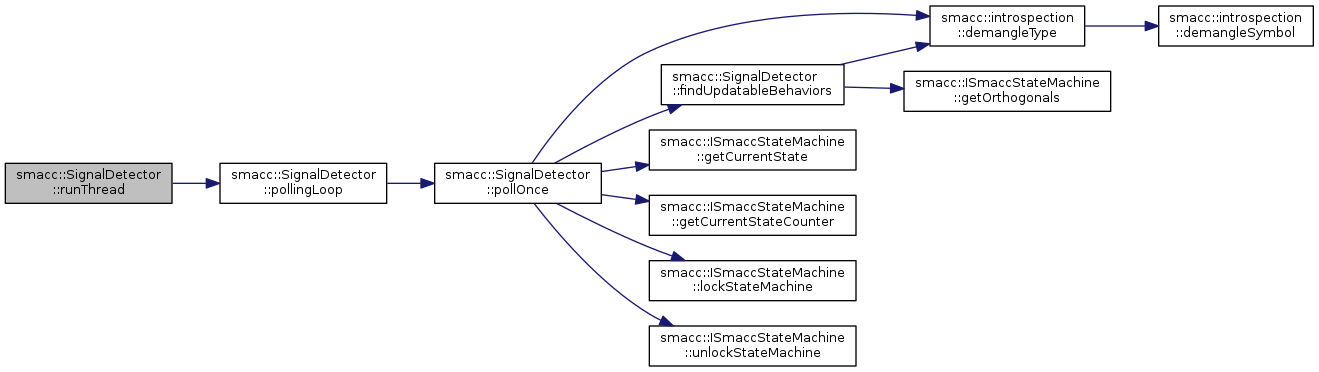 smacc::SignalDetector
::runThread
smacc::SignalDetector
::pollingLoop
smacc::SignalDetector
::pollOnce
smacc::introspection
::demangleType
smacc::introspection
::demangleSymbol
smacc::SignalDetector
::findUpdatableBehaviors
smacc::ISmaccStateMachine
::getOrthogonals
smacc::ISmaccStateMachine
::getCurrentState
smacc::ISmaccStateMachine
::getCurrentStateCounter
smacc::ISmaccStateMachine
::lockStateMachine
smacc::ISmaccStateMachine
::unlockStateMachine